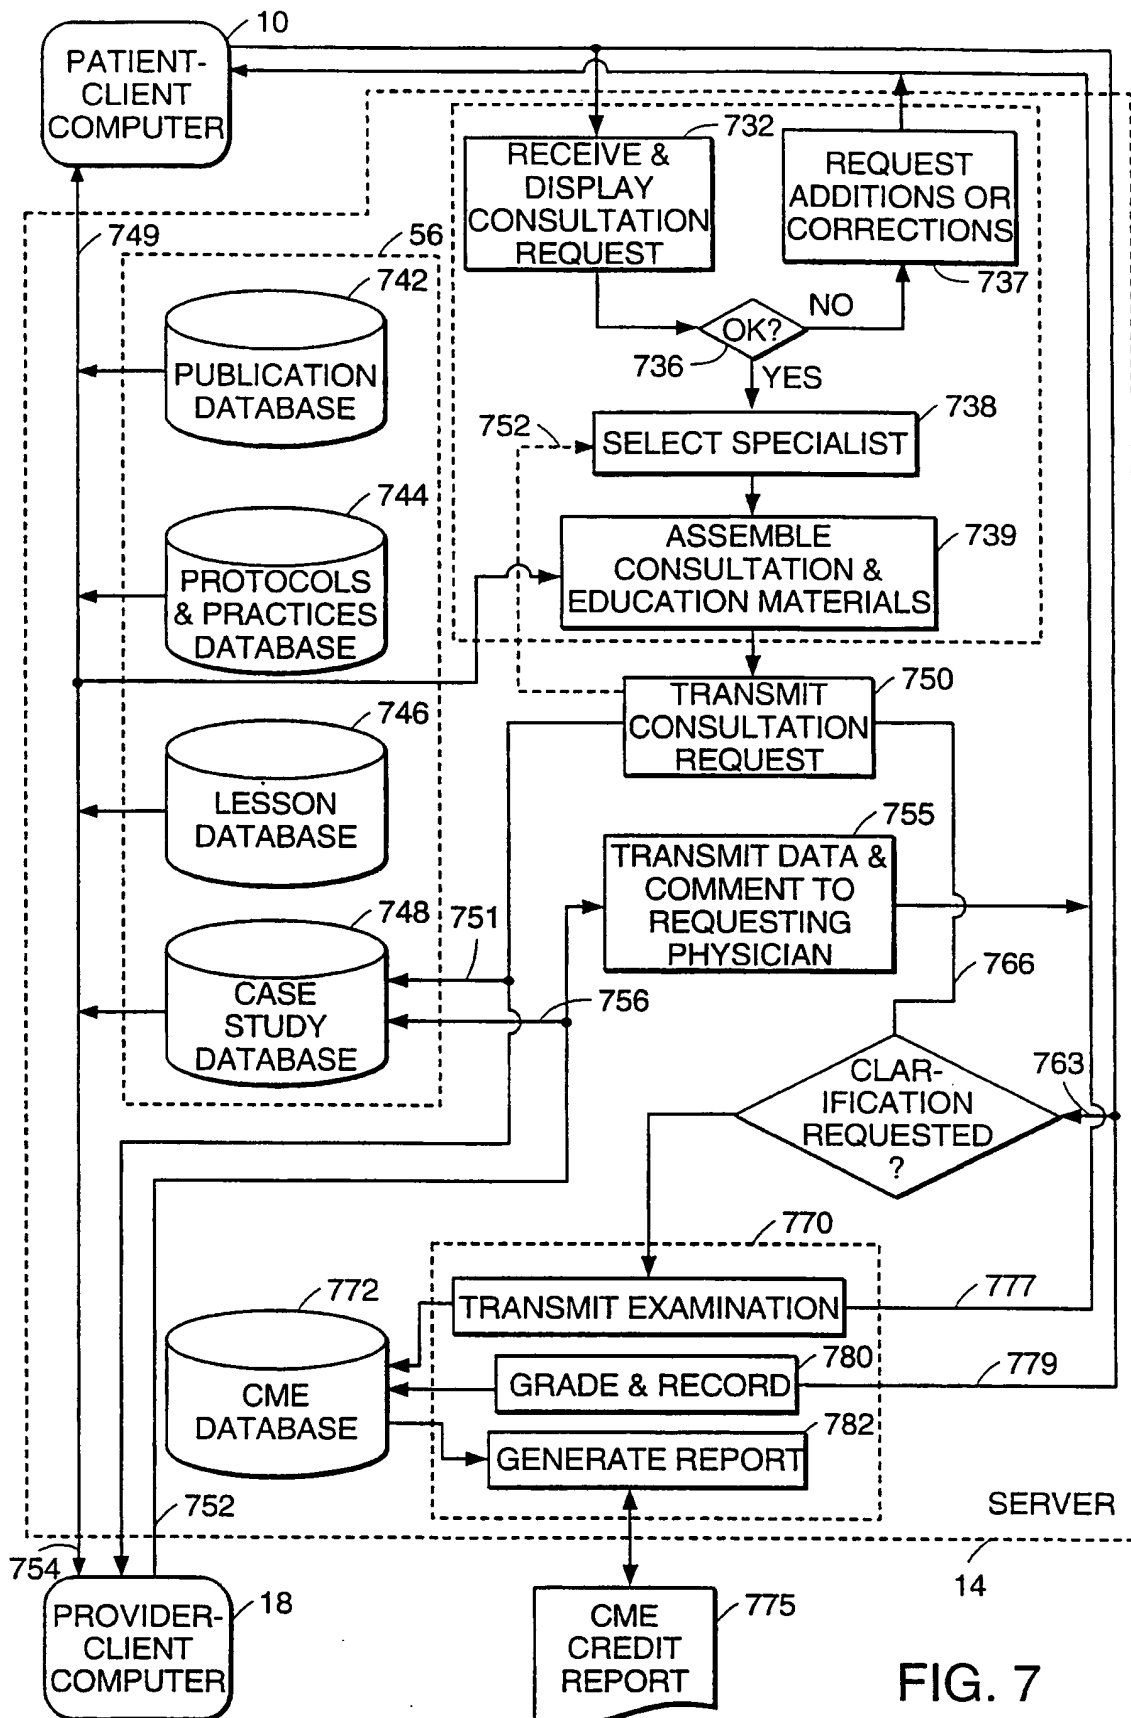 10
PATIENT-
CLIENT
COMPUTER
732
RECEIVE &
DISPLAY
CONSULTATION
REQUEST
REQUEST
ADDITIONS OR
CORRECTIONS
737
749
56
742
PUBLICATION
DATABASE
OK?
NO
736
YES
752
738
SELECT SPECIALIST
744
PROTOCOLS
& PRACTICES
DATABASE
ASSEMBLE
CONSULTATION &
EDUCATION MATERIALS
739
750
TRANSMIT
CONSULTATION
REQUEST
746
LESSON
DATABASE
755
TRANSMIT DATA &
COMMENT TO
REQUESTING
PHYSICIAN
748
751
CASE
STUDY
DATABASE
756
766
763
CLAR-
IFICATION
REQUESTED
?
770
TRANSMIT EXAMINATION
777
772
CME
DATABASE
780
GRADE & RECORD
779
782
GENERATE REPORT
752
SERVER
754
14
18
PROVIDER-
CLIENT
COMPUTER
775
CME
CREDIT
REPORT
FIG. 7